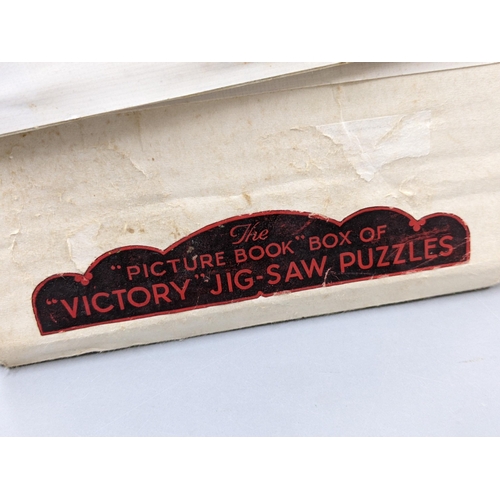 The
"PICTURE BOOK" BOX OF
"VICTORY" JIG-SAW PUZZLES